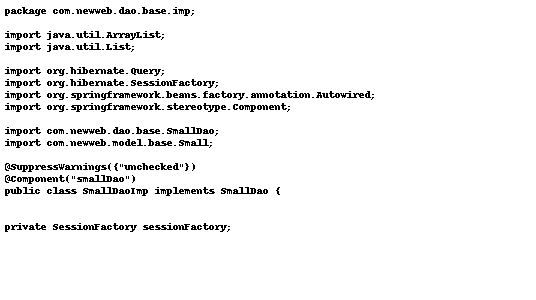 package com.newweb.dao.base.imp;
import java.util.ArrayList;
import java.util.List;
import org.hibernate.Query;
import org.hibernate.SessionFactory;
import org.springframework.beans.factory.annotation.Autowired;
import org.springframework.stereotype.Component;
import com.newweb.dao.base.SmallDao;
import com.newweb.model.base.Small;
@SuppressWarnings({"unchecked"})
@Component("smallDao")
public class SmallDaoImp implements SmallDao {
private SessionFactory sessionFactory;